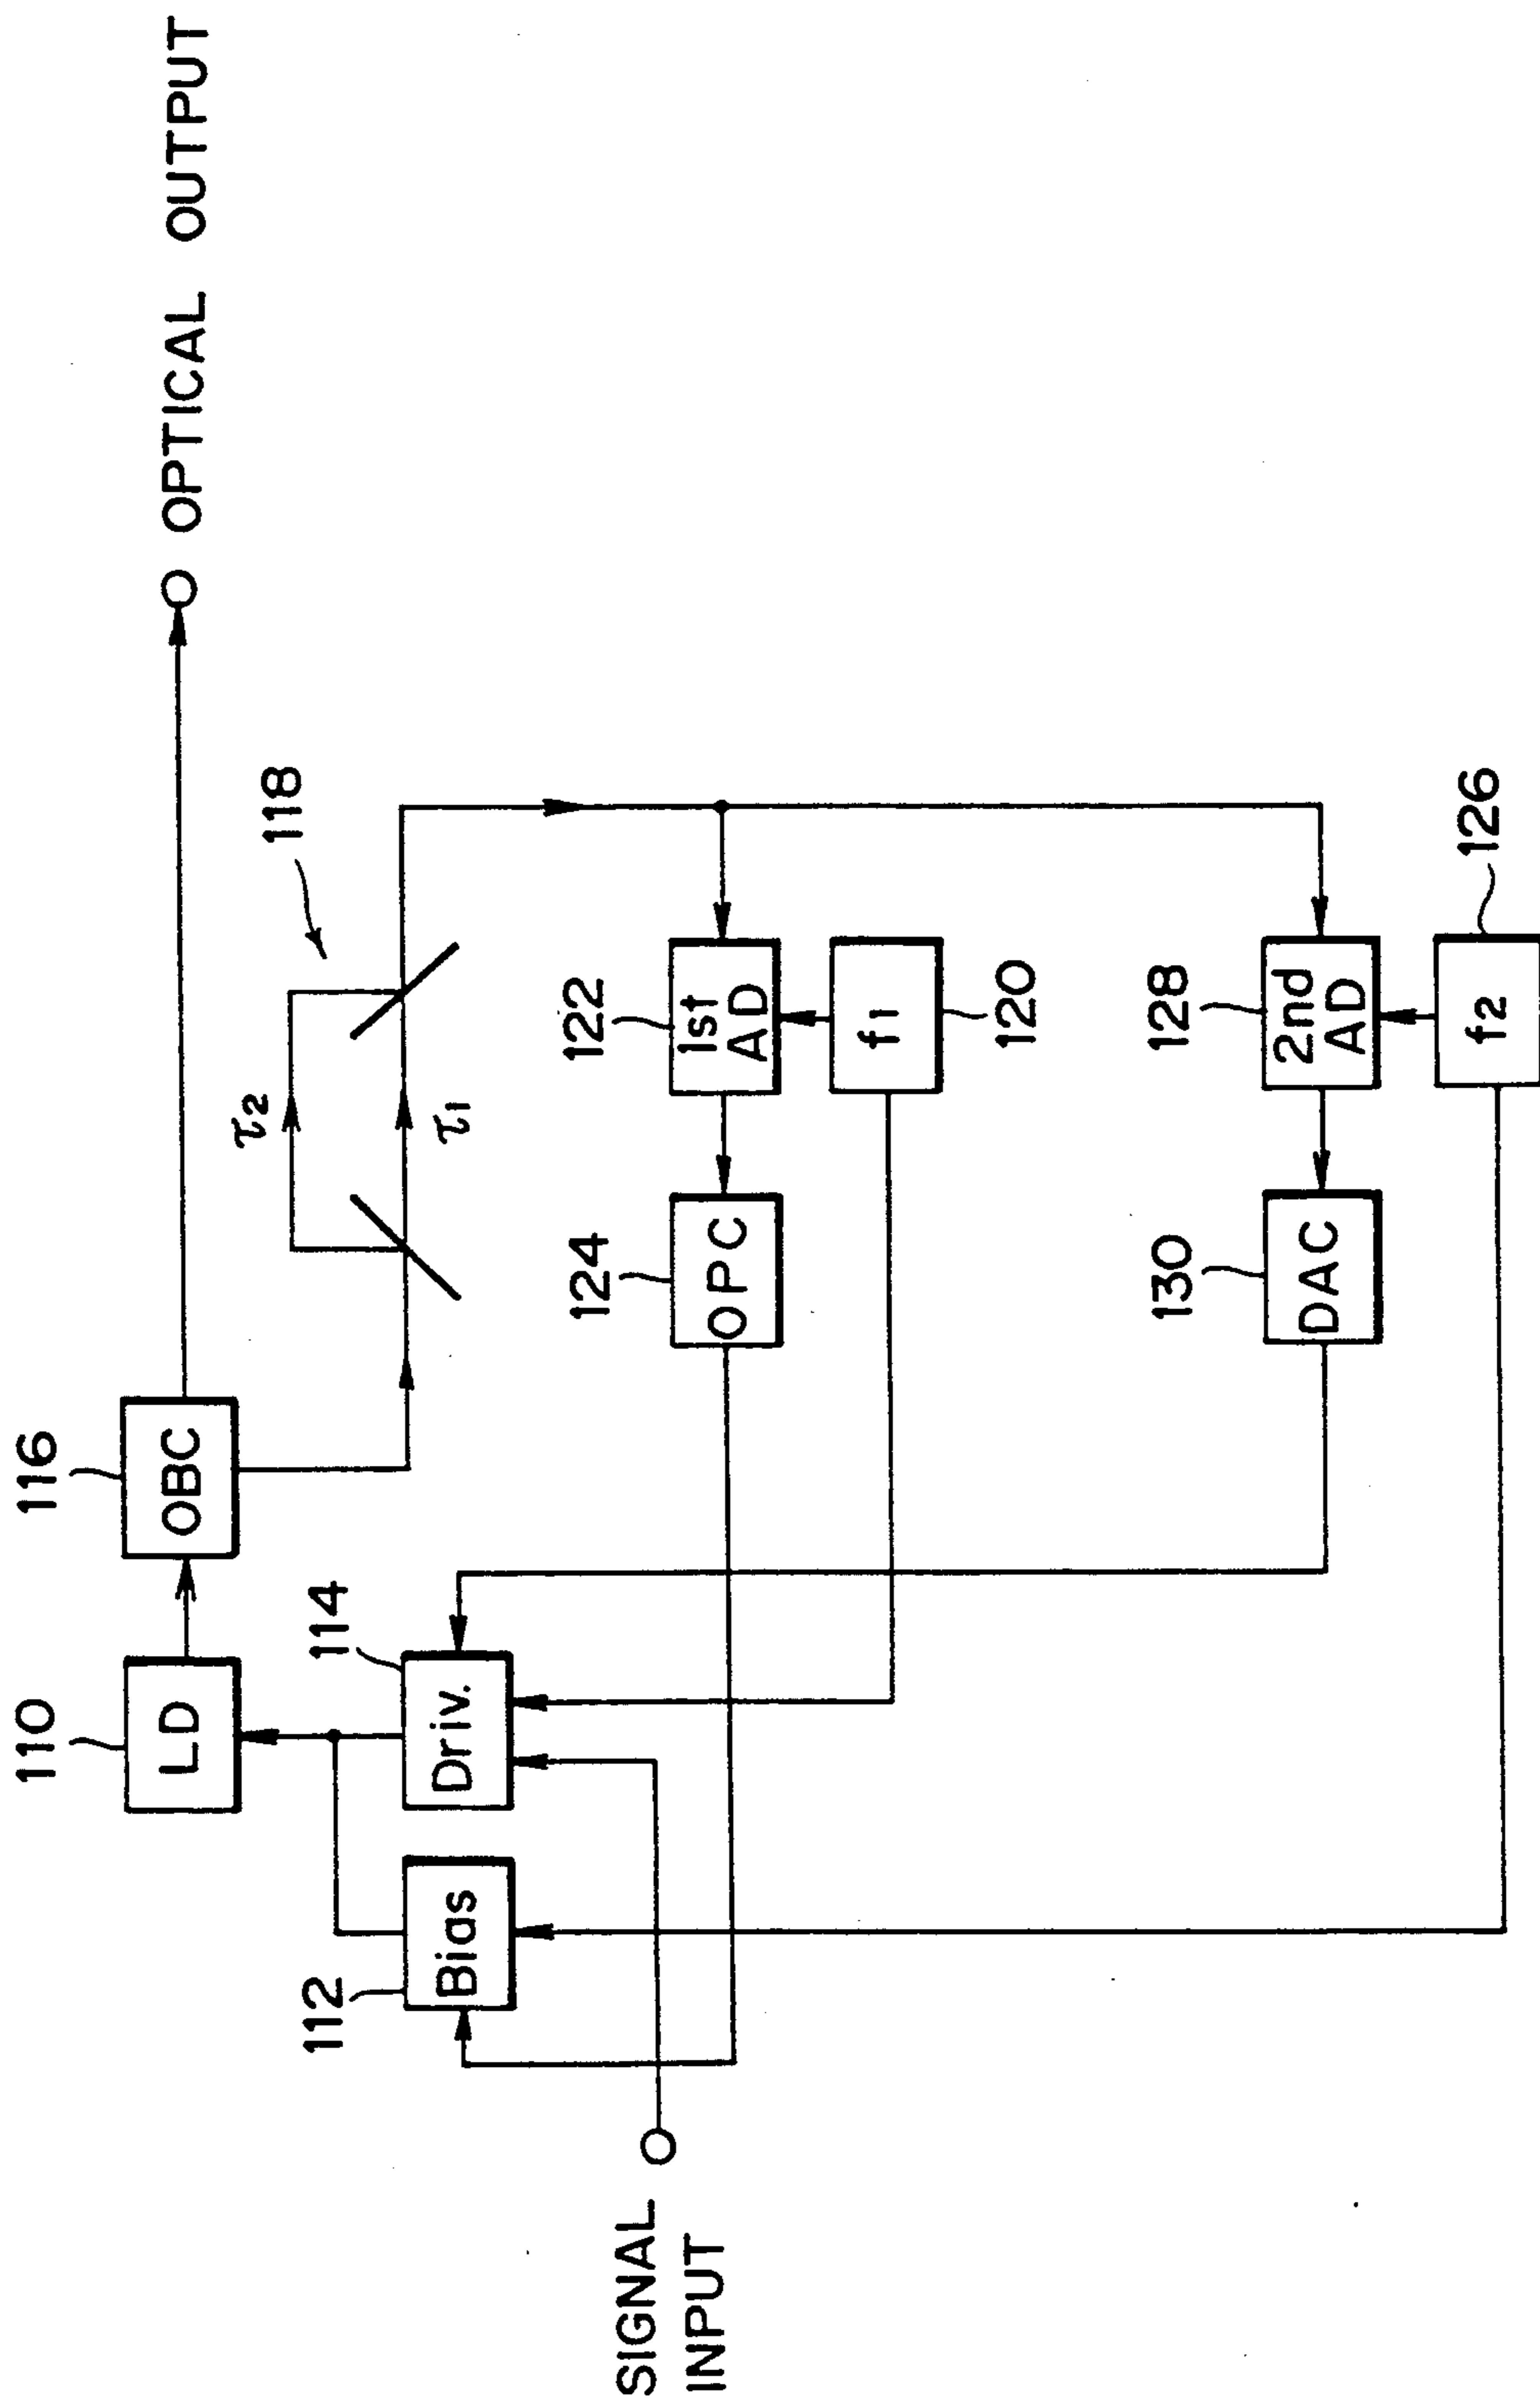 116
OBC
OPTICAL OUTPUT
110
LD
118
τ2
τ1
114
Driv.
112
Bias
122
1st
AD
124
OPC
f1
120
SIGNAL
INPUT
128
2nd
AD
130
DAC
126
f2